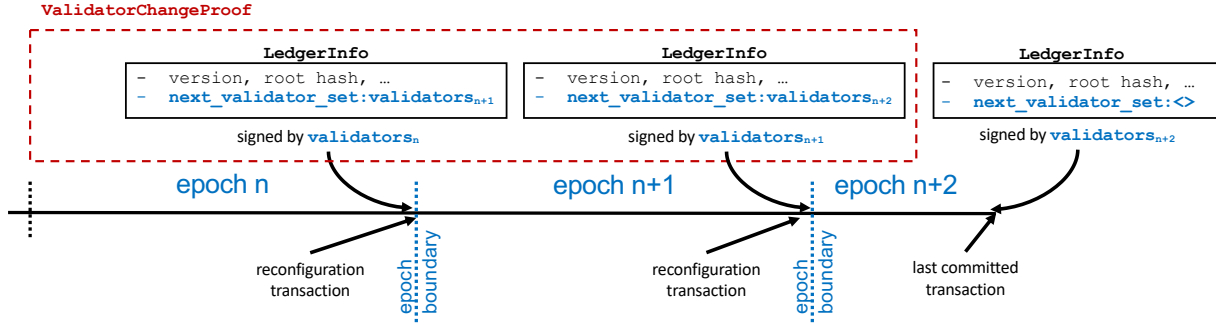 ValidatorChangeProof
LedgerInfo
- version, root hash, …
- next_validator_set:validatorsn+1
signed by validatorsn
LedgerInfo
- version, root hash, …
- next_validator_set:validatorsn+2
signed by validatorsn+1
LedgerInfo
- version, root hash, …
- next_validator_set:<>
signed by validatorsn+2
epoch n
epoch n+1
epoch n+2
reconfiguration
transaction
epoch
boundary
reconfiguration
transaction
epoch
boundary
last committed
transaction